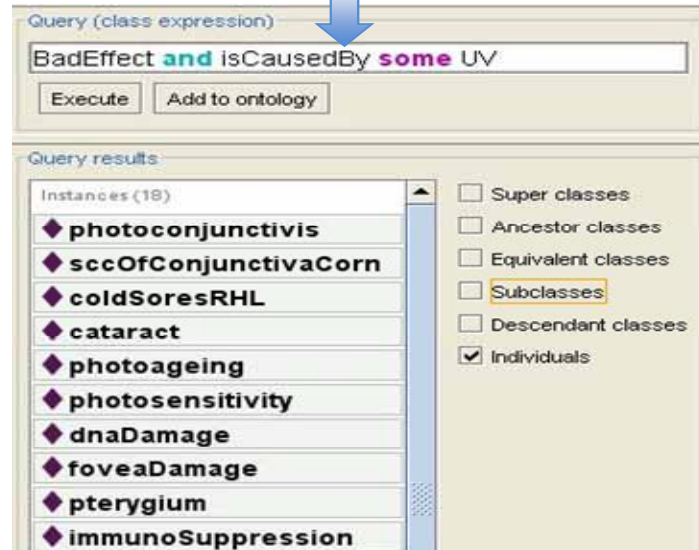 Query (class expression)
BadEffect and isCausedBy some UV
Execute Add to ontology
Query results
Instances (18)
photoconjunctivis
sccOfConjunctivaCorn
coldSoresRHL
cataract
photoageing
photosensitivity
dnaDamage
foveaDamage
pterygium
immunoSuppression
Super classes
Ancestor classes
Equivalent classes
Subclasses
Descendant classes
Individuals